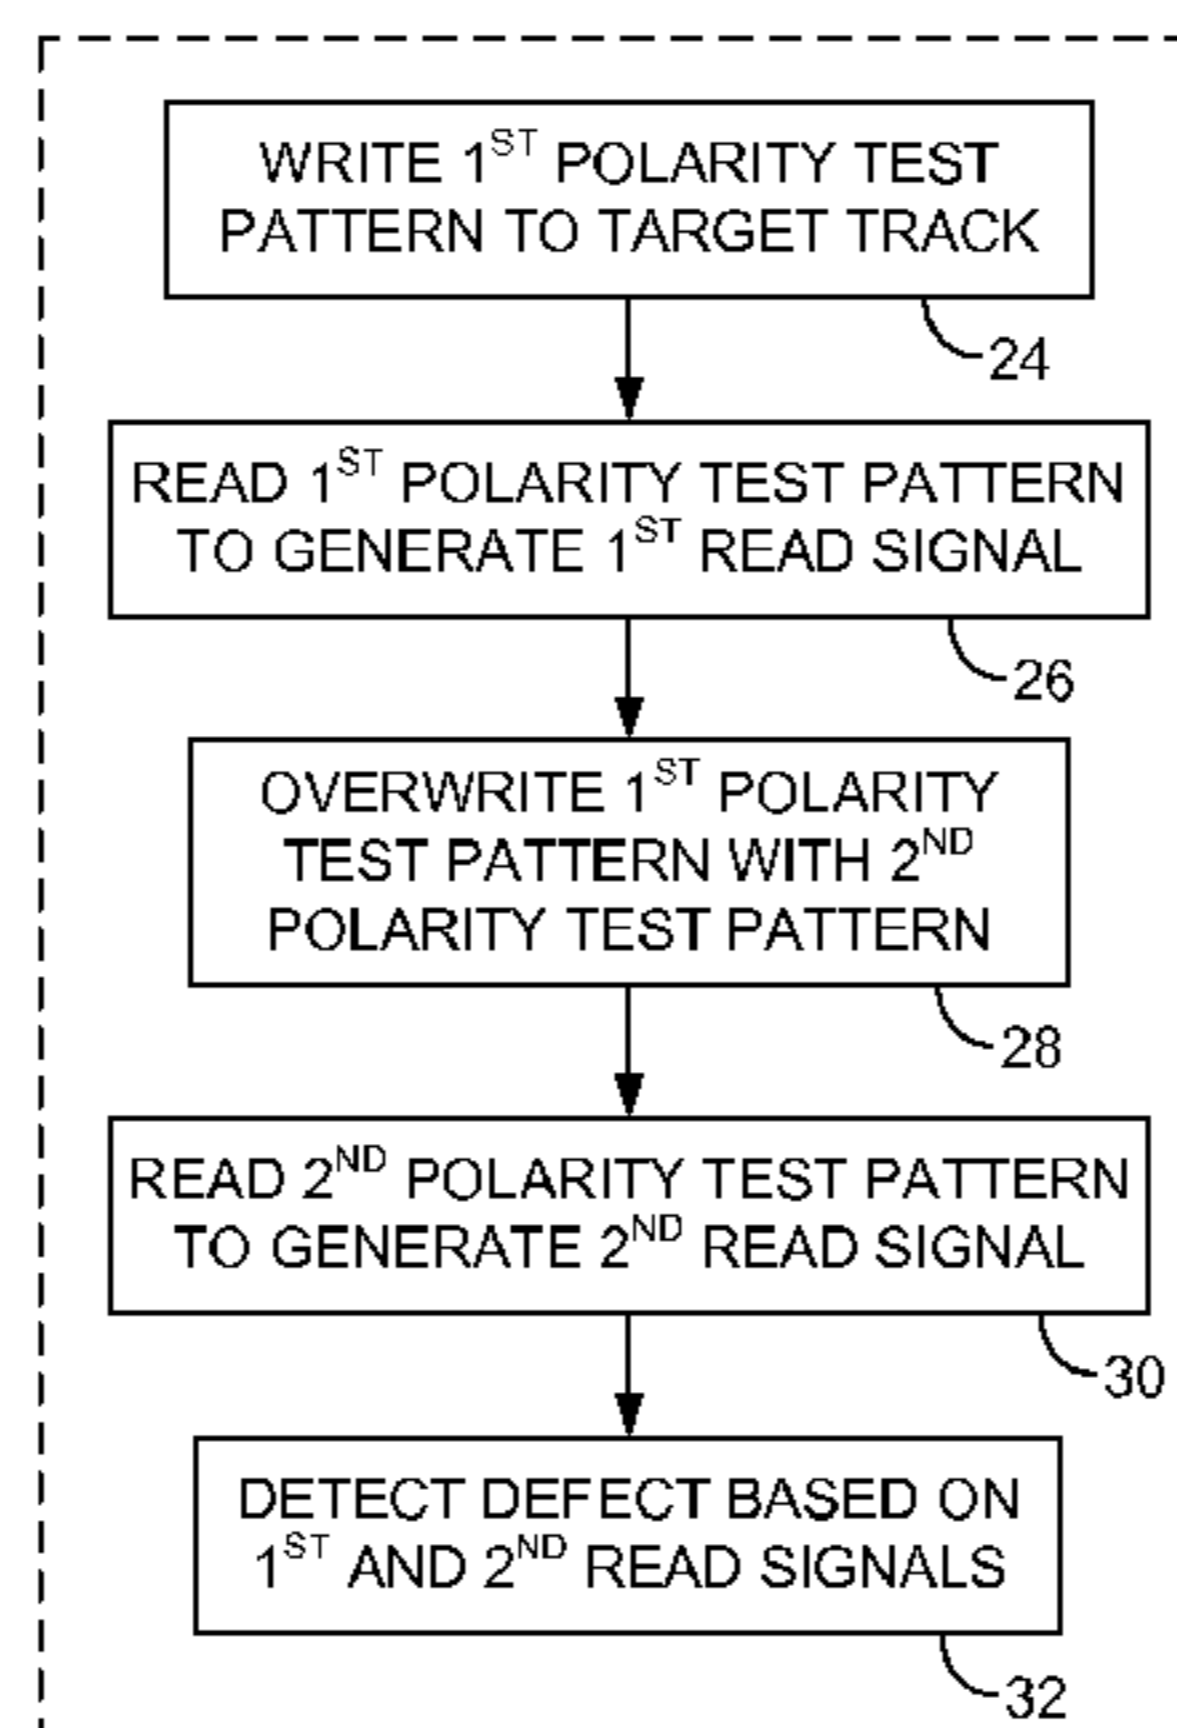 WRITE 1ST POLARITY TEST
PATTERN TO TARGET TRACK
24
READ 1ST POLARITY TEST PATTERN
TO GENERATE 1ST READ SIGNAL
26
OVERWRITE 1ST POLARITY
TEST PATTERN WITH 2ND
POLARITY TEST PATTERN
28
READ 2ND POLARITY TEST PATTERN
TO GENERATE 2ND READ SIGNAL
30
DETECT DEFECT BASED ON
1ST AND 2ND READ SIGNALS
32